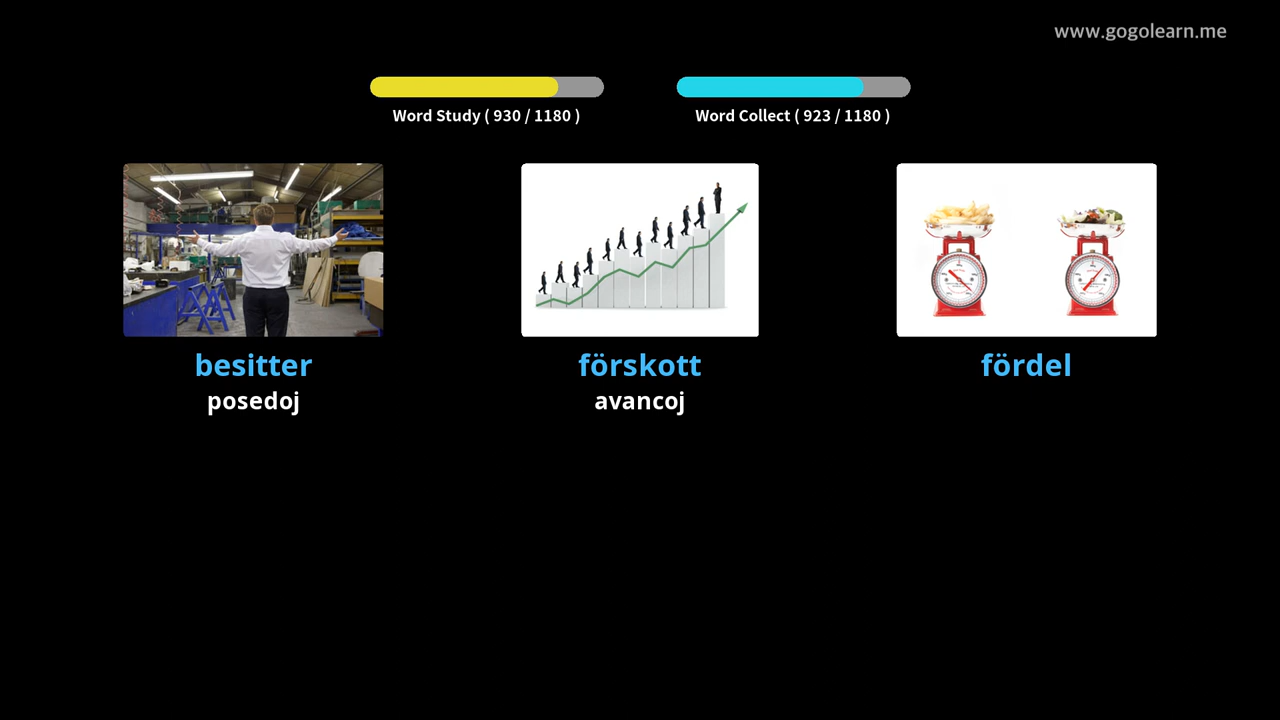 www.gogolearn.me
Word Study ( 930 / 1180 )
Word Collect ( 923 / 1180 )
besitter
förskott
fördel
posedoj
avancoj